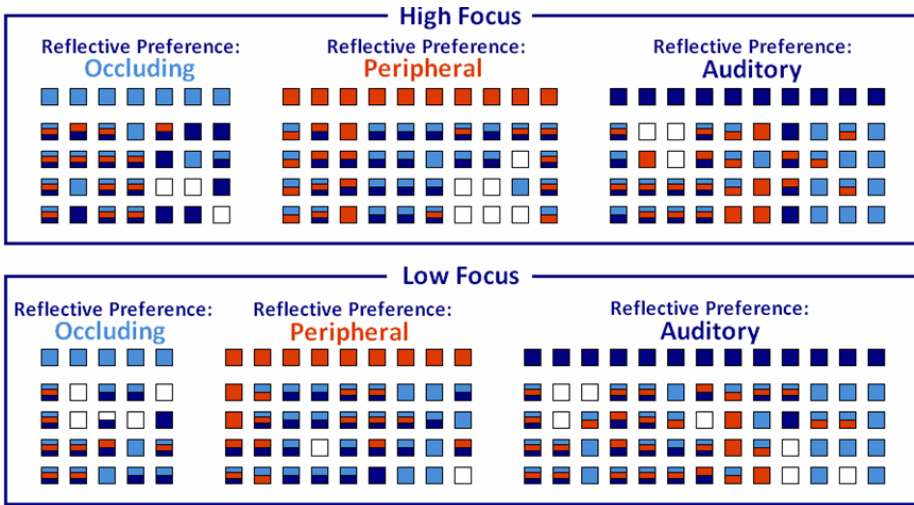 High Focus
Reflective Preference:
Occluding
Reflective Preference:
Peripheral
Reflective Preference:
Auditory
Low Focus
Reflective Preference:
Occluding
Reflective Preference:
Peripheral
Reflective Preference:
Auditory